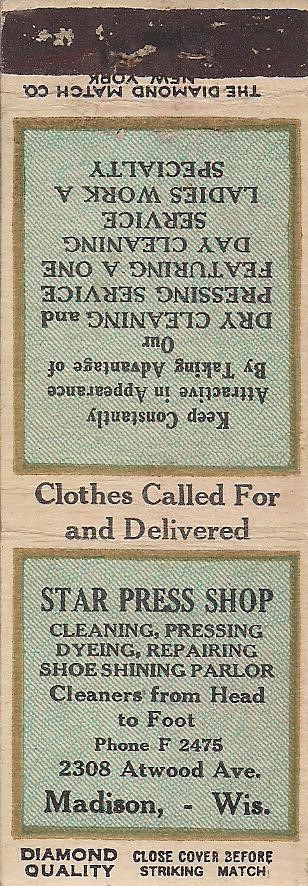 THE DIAMOND MATCH CO.
NEW YORK
Keep Constantly
Attractive in Appearance
By Taking Advantage of
Our
DRY CLEANING and
PRESSING SERVICE
FEATURING A ONE
DAY CLEANING
SERVICE
LADIES WORK A
SPECIALTY
Clothes Called For
and Delivered
STAR PRESS SHOP
CLEANING, PRESSING
DYEING, REPAIRING
SHOE SHINING PARLOR
Cleaners from Head
to Foot
Phone F 2475
2308 Atwood Ave.
Madison, - Wis.
DIAMOND QUALITY
CLOSE COVER BEFORE STRIKING MATCH